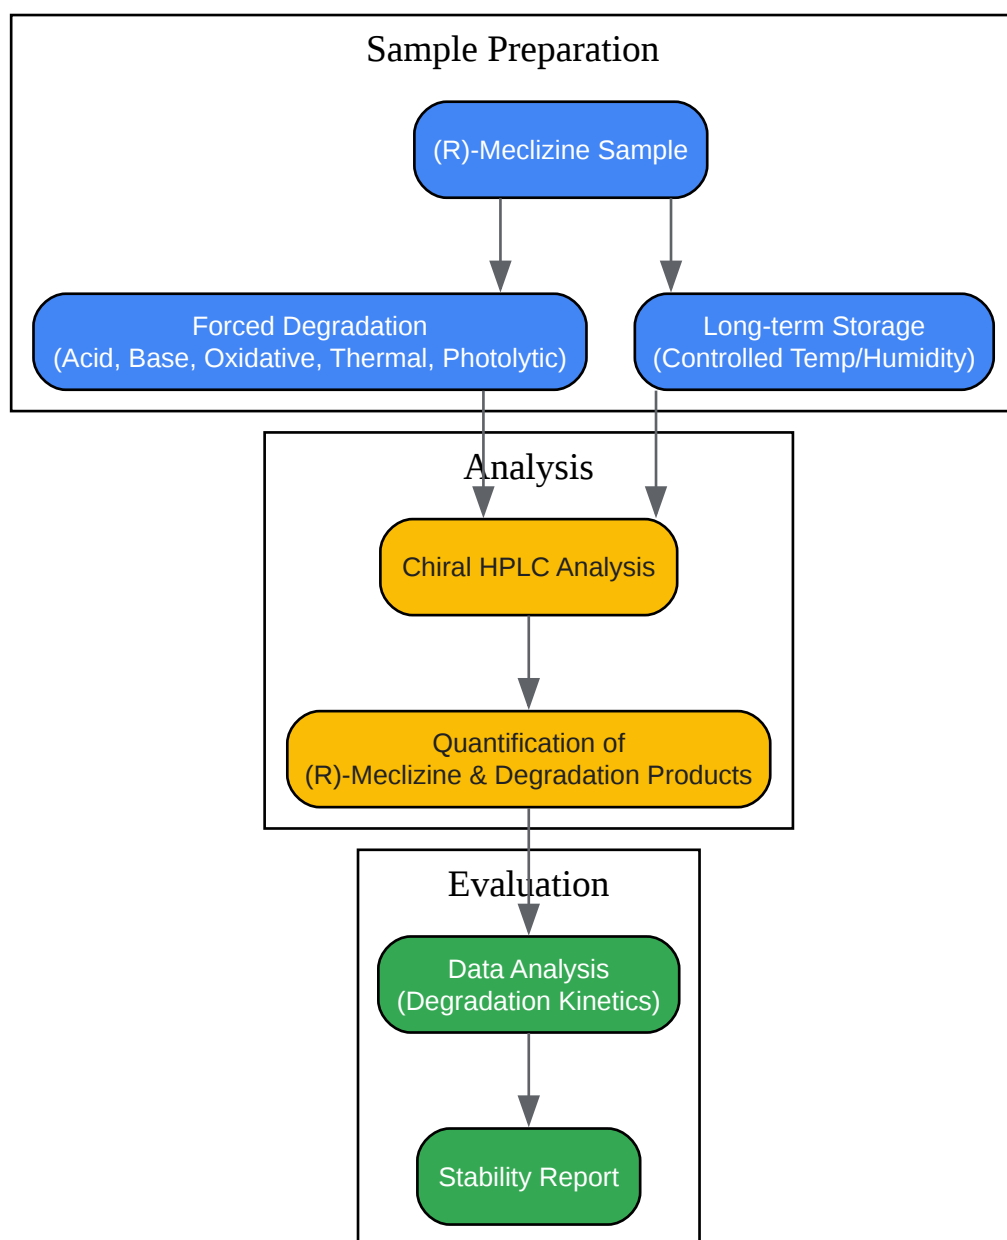 Sample Preparation
(R)-Meclizine Sample
Forced Degradation
(Acid, Base, Oxidative, Thermal, Photolytic)
Long-term Storage
(Controlled Temp/Humidity)
Analysis
Chiral HPLC Analysis
Quantification of
(R)-Meclizine & Degradation Products
Evaluation
Data Analysis
(Degradation Kinetics)
Stability Report